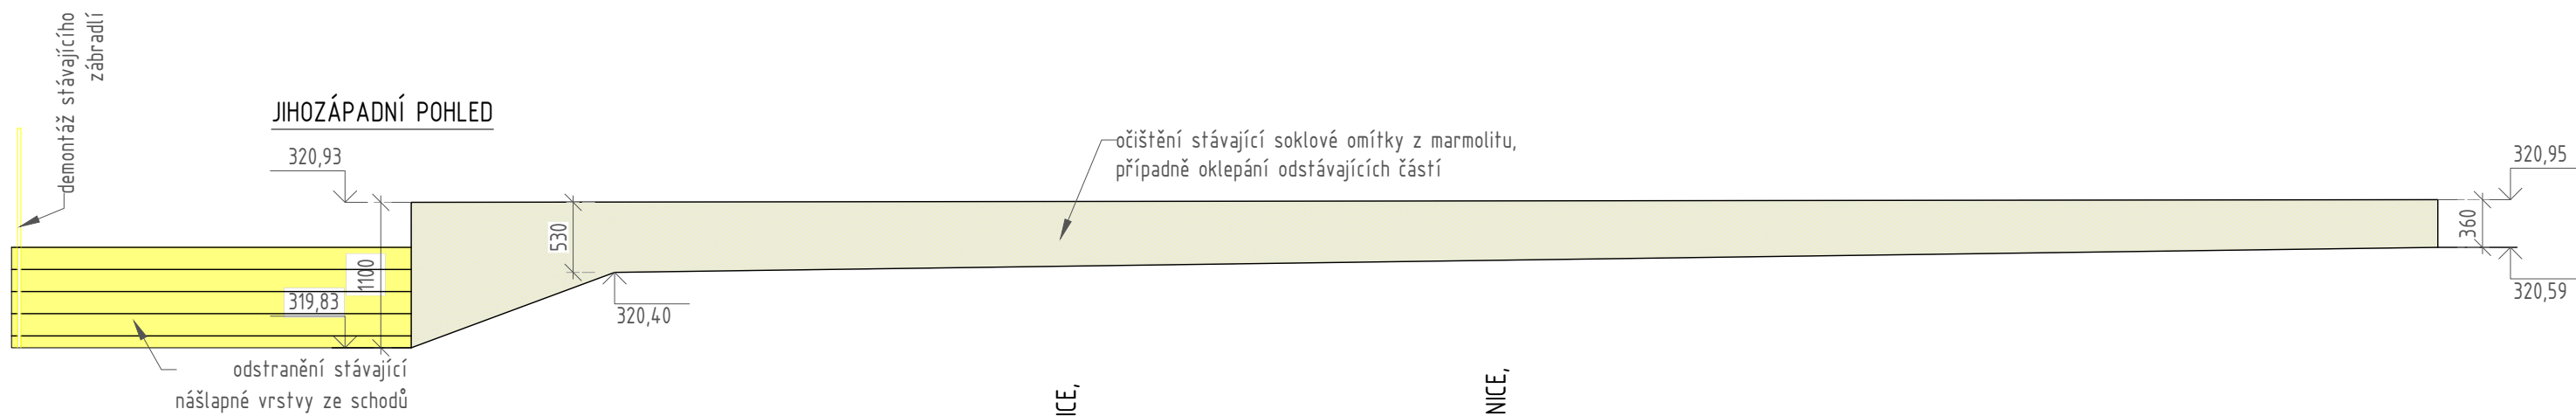 demontáž stávajícího
zábradlí
JIHOZÁPADNÍ POHLED
320,93
očištění stávající soklové omítky z marmolitu,
případně oklepání odstávajících částí
320,95
530
360
1100
319,83
320,40
320,59
odstranění stávající
nášlapné vrstvy ze schodů
ICE,
NICE,